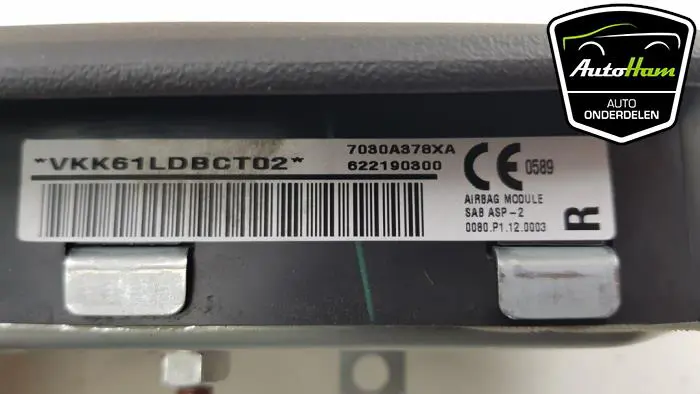 AutoHam
AUTO
ONDERDELEN
*VKK61LDBCT02*
7030A378XA
622190300
CE 0589
AIRBAG MODULE
SAB ASP-2
0080.P1.12.0003
R